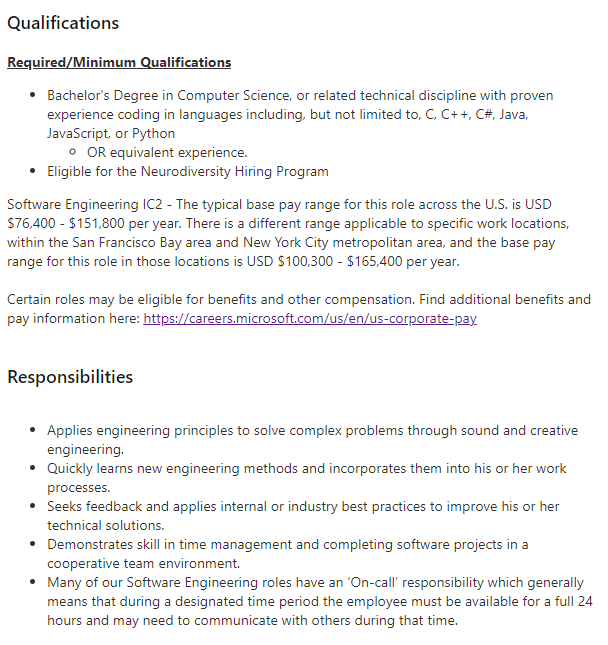 Qualifications
Required/Minimum Qualifications
• Bachelor's Degree in Computer Science, or related technical discipline with proven
experience coding in languages including, but not limited to, C, C++, C#, Java,
JavaScript, or Python
○ OR equivalent experience.
• Eligible for the Neurodiversity Hiring Program
Software Engineering IC2 - The typical base pay range for this role across the U.S. is USD
$76,400 - $151,800 per year. There is a different range applicable to specific work locations,
within the San Francisco Bay area and New York City metropolitan area, and the base pay
range for this role in those locations is USD $100,300 - $165,400 per year.
Certain roles may be eligible for benefits and other compensation. Find additional benefits and
pay information here: https://careers.microsoft.com/us/en/us-corporate-pay
Responsibilities
• Applies engineering principles to solve complex problems through sound and creative
engineering.
• Quickly learns new engineering methods and incorporates them into his or her work
processes.
• Seeks feedback and applies internal or industry best practices to improve his or her
technical solutions.
• Demonstrates skill in time management and completing software projects in a
cooperative team environment.
• Many of our Software Engineering roles have an ‘On-call’ responsibility which generally
means that during a designated time period the employee must be available for a full 24
hours and may need to communicate with others during that time.